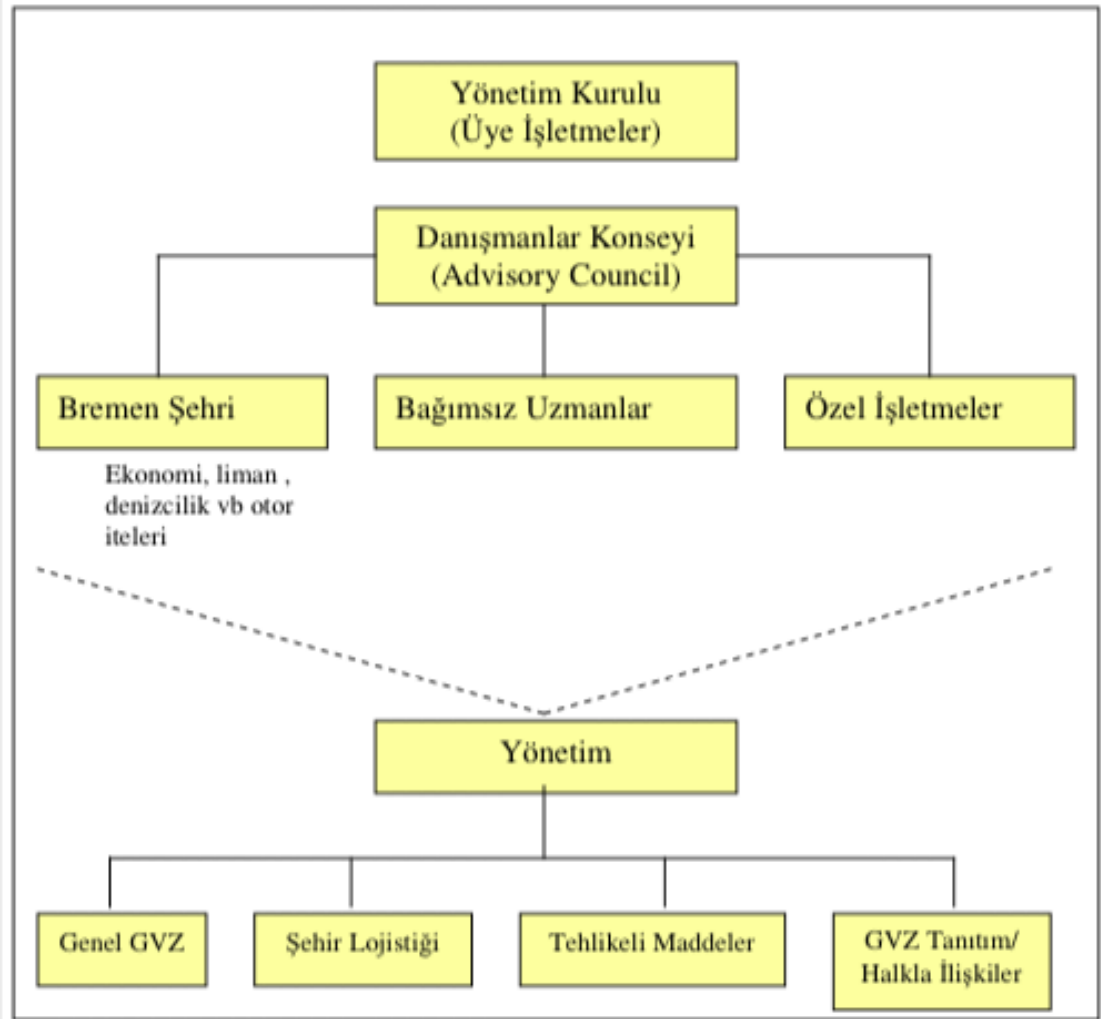 Yönetim Kurulu
(Üye İşletmeler)
Danışmanlar Konseyi
(Advisory Council)
Bremen Şehri
Bağımsız Uzmanlar
Özel İşletmeler
Ekonomi, liman ,
denizcilik vb otor
iteleri
Yönetim
Genel GVZ
Şehir Lojistiği
Tehlikeli Maddeler
GVZ Tanıtım/
Halkla İlişkiler